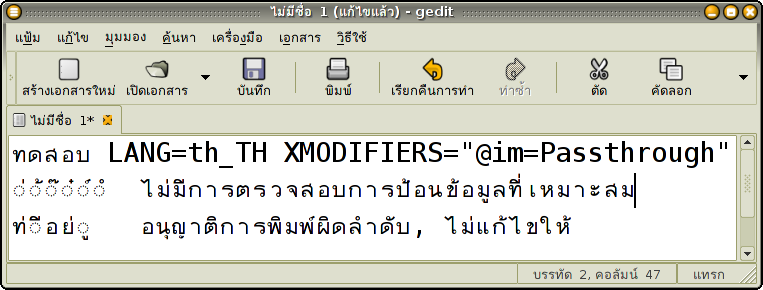 ไม่มีชื่อ 1 (แก้ไขแล้ว) - gedit
แฟ้ม แก้ไข มุมมอง ค้นหา เครื่องมือ เอกสาร วิธีใช้
สร้างเอกสารใหม่ เปิดเอกสาร บันทึก พิมพ์ เรียกคืนการทำ ทำซ้ำ ตัด คัดลอก
ไม่มีชื่อ 1*
ทดสอบ LANG=th_TH XMODIFIERS="@im=Passthrough"
ไม่มีการตรวจสอบการป้อนข้อมูลที่เหมาะสม
อนุญาติการพิมพ์ผิดลำดับ, ไม่แก้ไขให้
บรรทัด 2, คอลัมน์ 47 แทรก